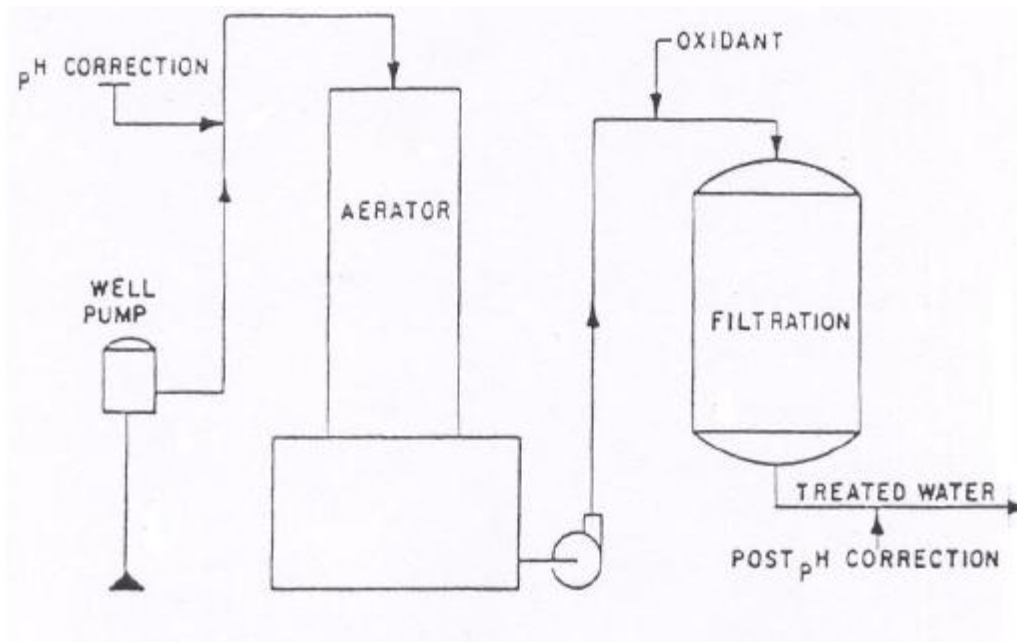 pH CORRECTION
OXIDANT
AERATOR
WELL
PUMP
FILTRATION
TREATED WATER
POST pH CORRECTION